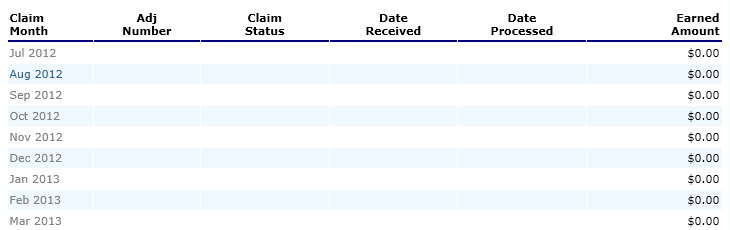 Claim Month Adj Number Claim Status Date Received Date Processed Earned Amount
Jul 2012 $0.00
Aug 2012 $0.00
Sep 2012 $0.00
Oct 2012 $0.00
Nov 2012 $0.00
Dec 2012 $0.00
Jan 2013 $0.00
Feb 2013 $0.00
Mar 2013 $0.00